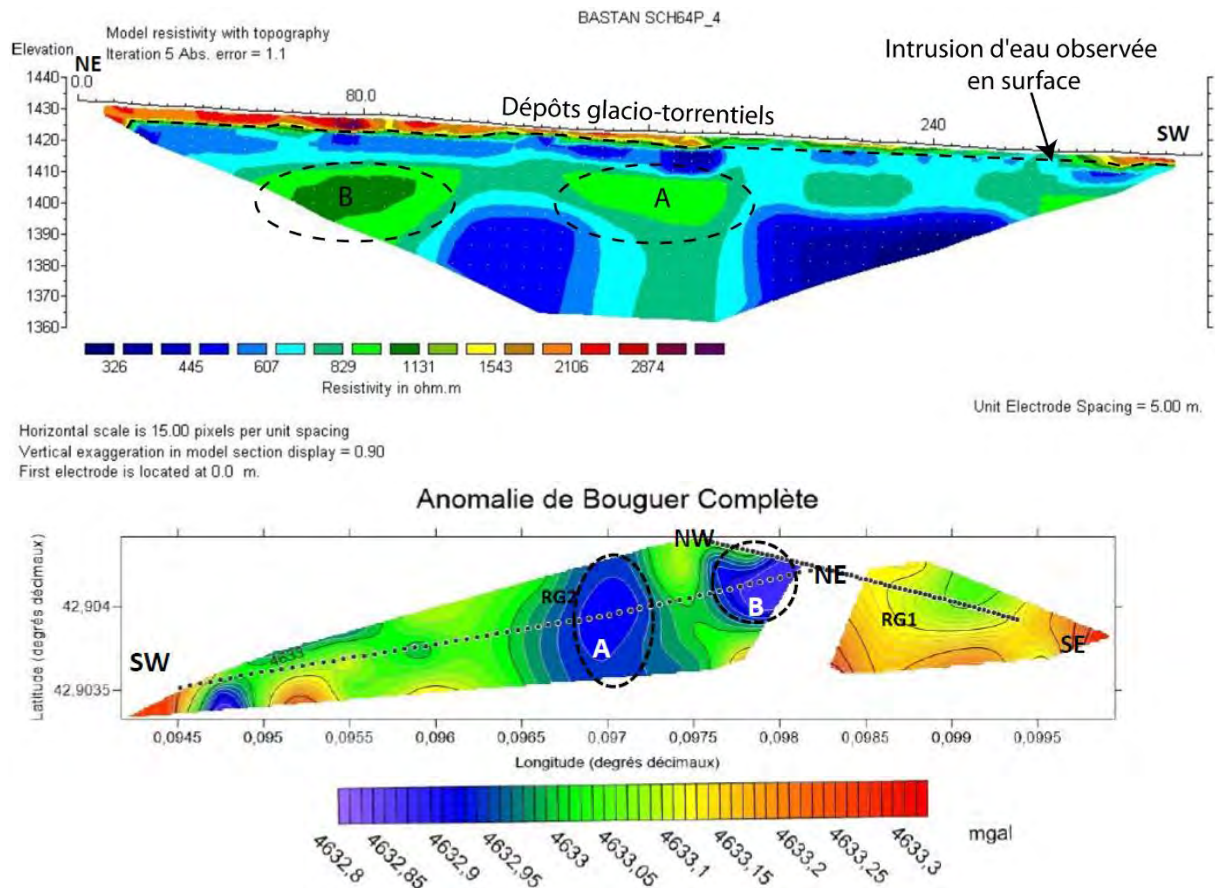 BASTAN SCH64P_4
Model resistivity with topography
Iteration 5 Abs. error = 1.1
Elevation
NE
0.0
80.0
240
SW
Intrusion d'eau observée
en surface
Dépôts glacio-torrentiels
1440
1430
1420
1410
1400
1390
1380
1370
1360
B
A
326 445 607 829 1131 1543 2106 2874
Resistivity in ohm.m
Unit Electrode Spacing = 5.00 m.
Horizontal scale is 15.00 pixels per unit spacing
Vertical exaggeration in model section display = 0.90
First electrode is located at 0.0 m.
Anomalie de Bouguer Complète
Latitude (degrés décimaux)
42,904
42,9035
SW
NW
NE
SE
RG2
RG1
A
B
4633
0,0945 0,095 0,0955 0,096 0,0965 0,097 0,0975 0,098 0,0985 0,099 0,0995
Longitude (degrés décimaux)
4632,8 4632,85 4632,9 4632,95 4633 4633,05 4633,1 4633,15 4633,2 4633,25 4633,3
mgal